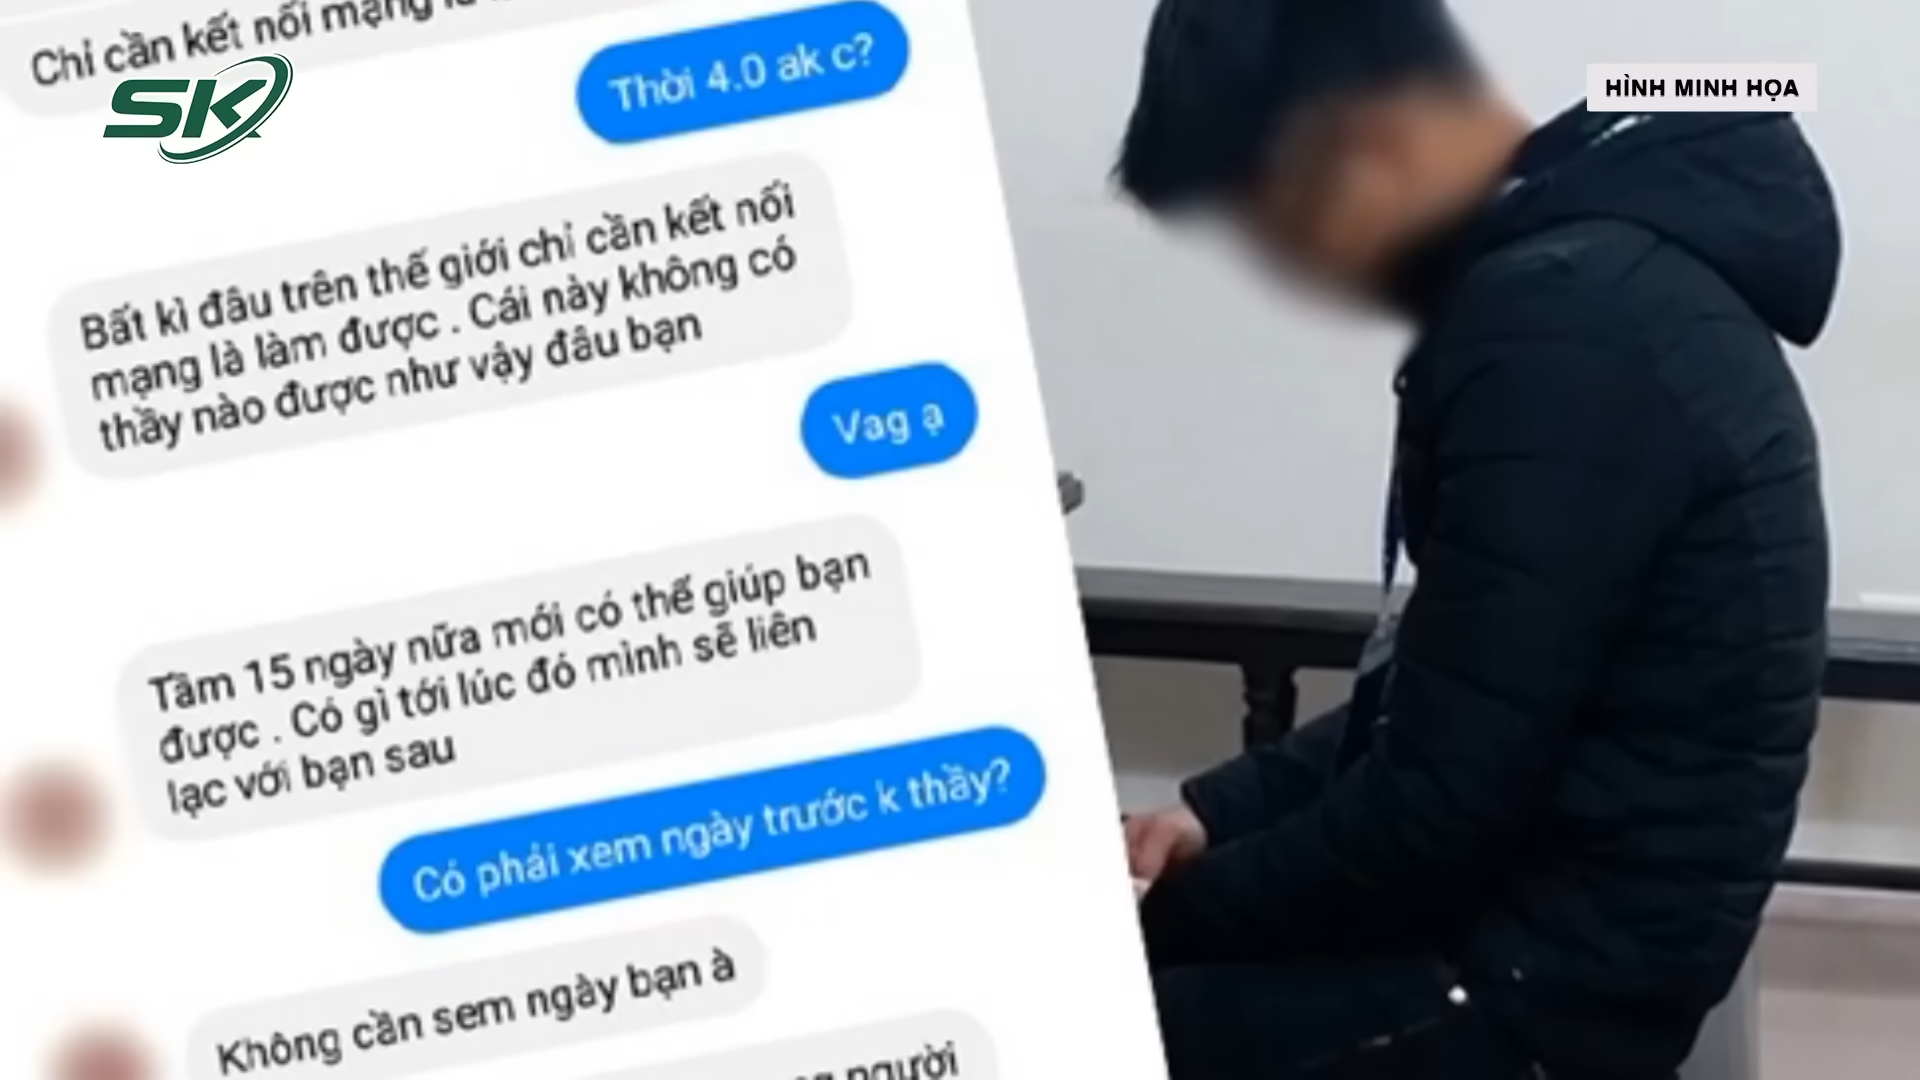 Chỉ cần kết nối mạng
SK
Thời 4.0 ak c?
HÌNH MINH HỌA
Bất kì đâu trên thế giới chỉ cần kết nối
mạng là làm được . Cái này không có
thầy nào được như vậy đâu bạn
Vag ạ
Tầm 15 ngày nữa mới có thể giúp bạn
được . Có gì tới lúc đó mình sẽ liên
lạc với bạn sau
Có phải xem ngày trước k thầy?
Không cần sem ngày bạn à
người